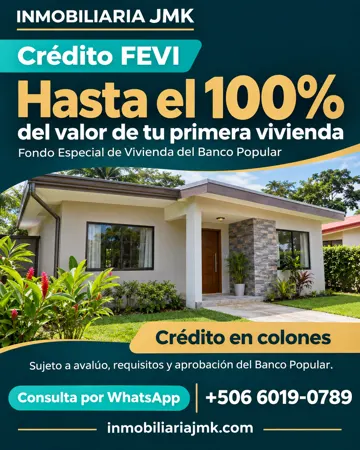 INMOBILIARIA JMK
Crédito FEVI
Hasta el 100%
del valor de tu primera vivienda
Fondo Especial de Vivienda del Banco Popular
Crédito en colones
Sujeto a avalúo, requisitos y aprobación del Banco Popular.
Consulta por WhatsApp
+506 6019-0789
inmobiliariajmk.com